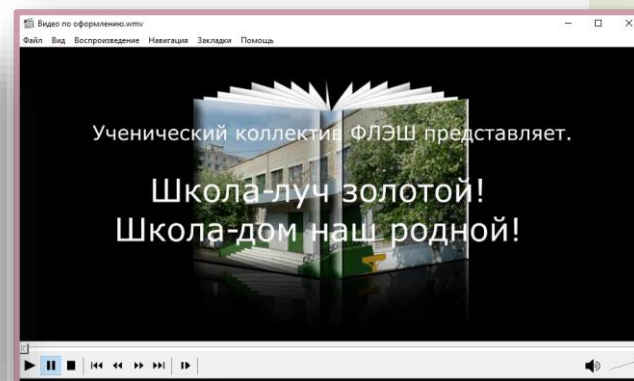 Видео по оформлению.wmv
Файл Вид Воспроизведение Навигация Закладки Помощь
Ученический коллектив ФЛЭШ представляет.
Школа-луч золотой!
Школа-дом наш родной!